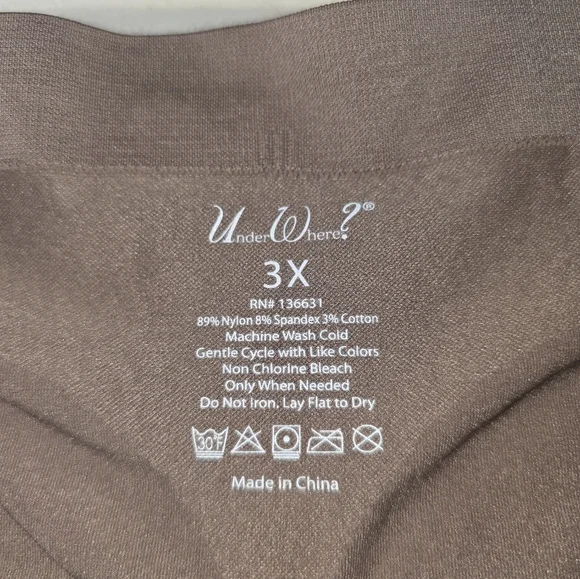 UnderWhere?®
3X
RN# 136631
89% Nylon 8% Spandex 3% Cotton
Machine Wash Cold
Gentle Cycle with Like Colors
Non Chlorine Bleach
Only When Needed
Do Not Iron, Lay Flat to Dry
30°F
Made in China